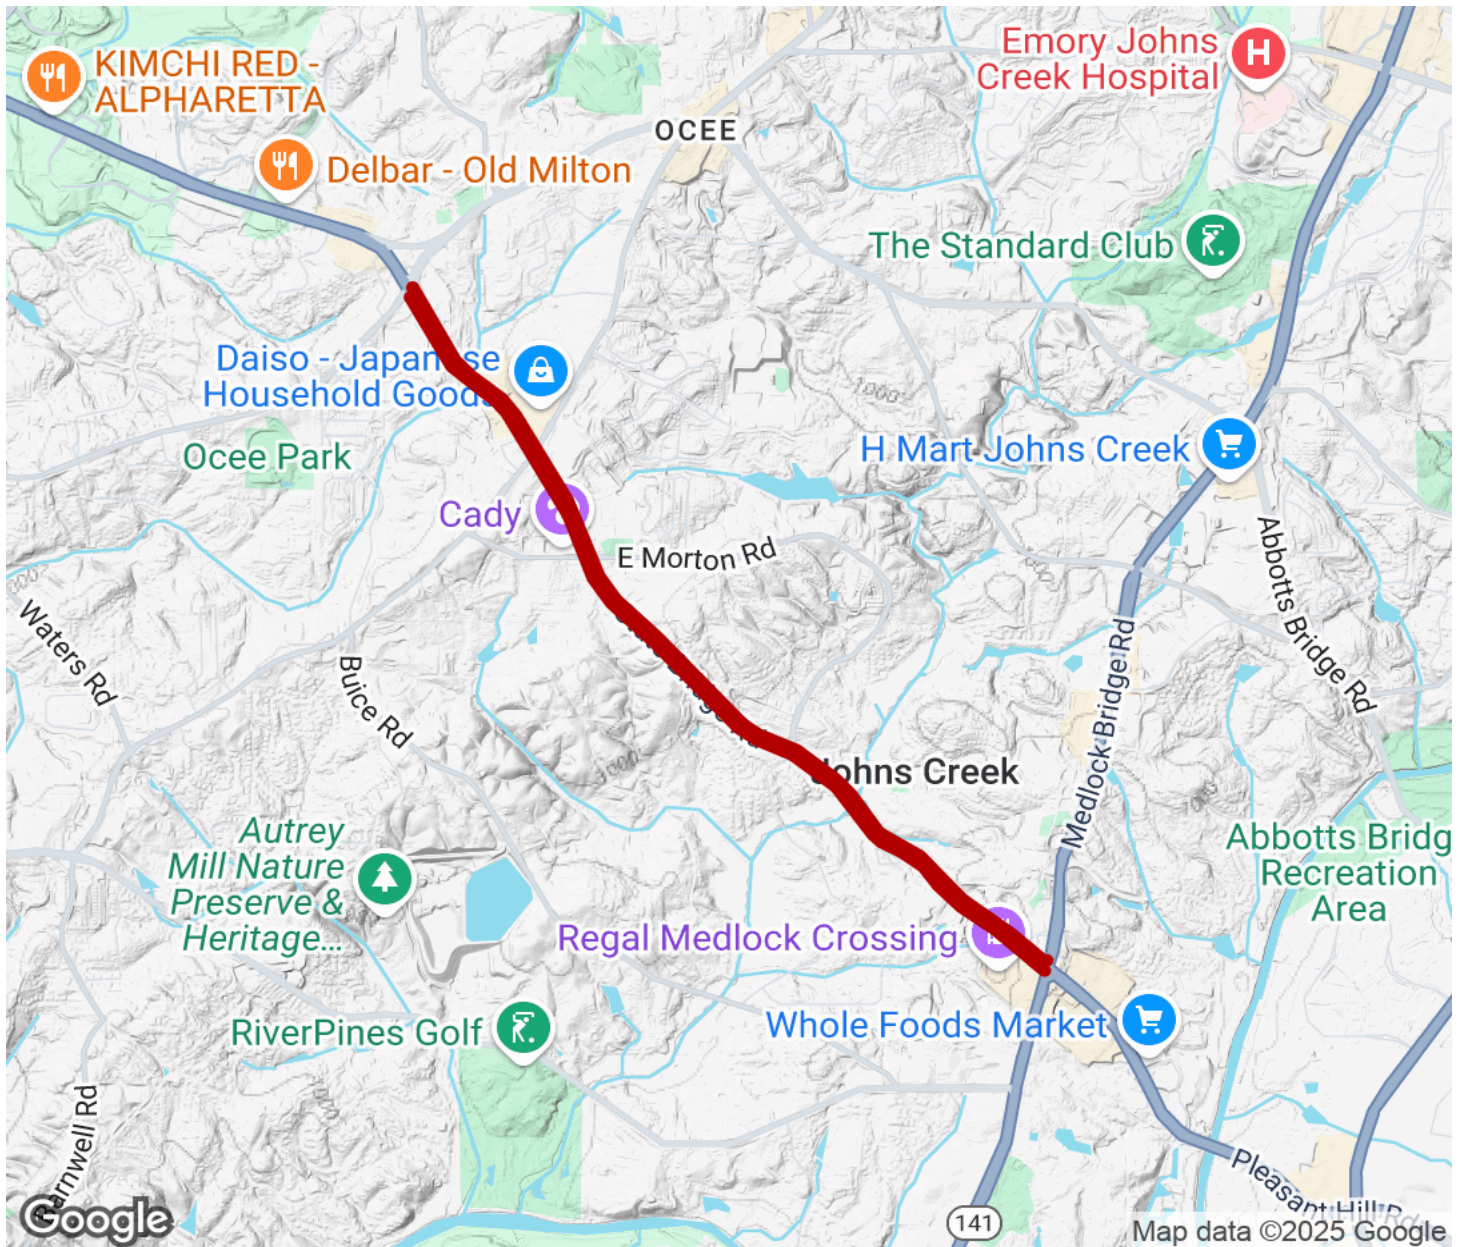 KIMCHI RED -
ALPHARETTA
Emory Johns
Creek Hospital
H
OCEE
Delbar - Old Milton
The Standard Club
Daiso - Japanese
Household Goods
Ocee Park
H Mart Johns Creek
Cady
E Morton Rd
Abbotts Bridge Rd
Waters Rd
Buice Rd
Medlock Bridge Rd
Johns Creek
Autrey
Mill Nature
Preserve &
Heritage...
Abbotts Bridg
Recreation
Area
Regal Medlock Crossing
Whole Foods Market
RiverPines Golf
Barnwell Rd
Pleasant Hill Rd
141
Google
Map data ©2025 Google